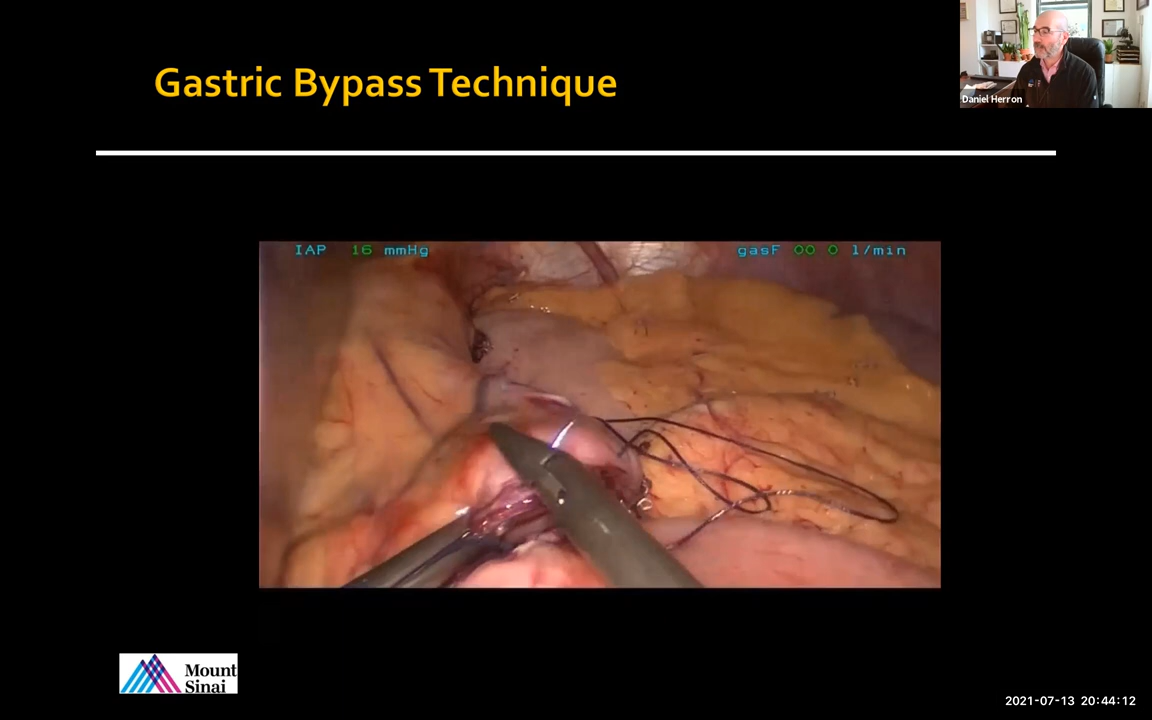 Gastric Bypass Technique
Daniel Herron
IAP 16 mmHg
gasF 00 0 l/min
Mount
Sinai
2021-07-13 20:44:12